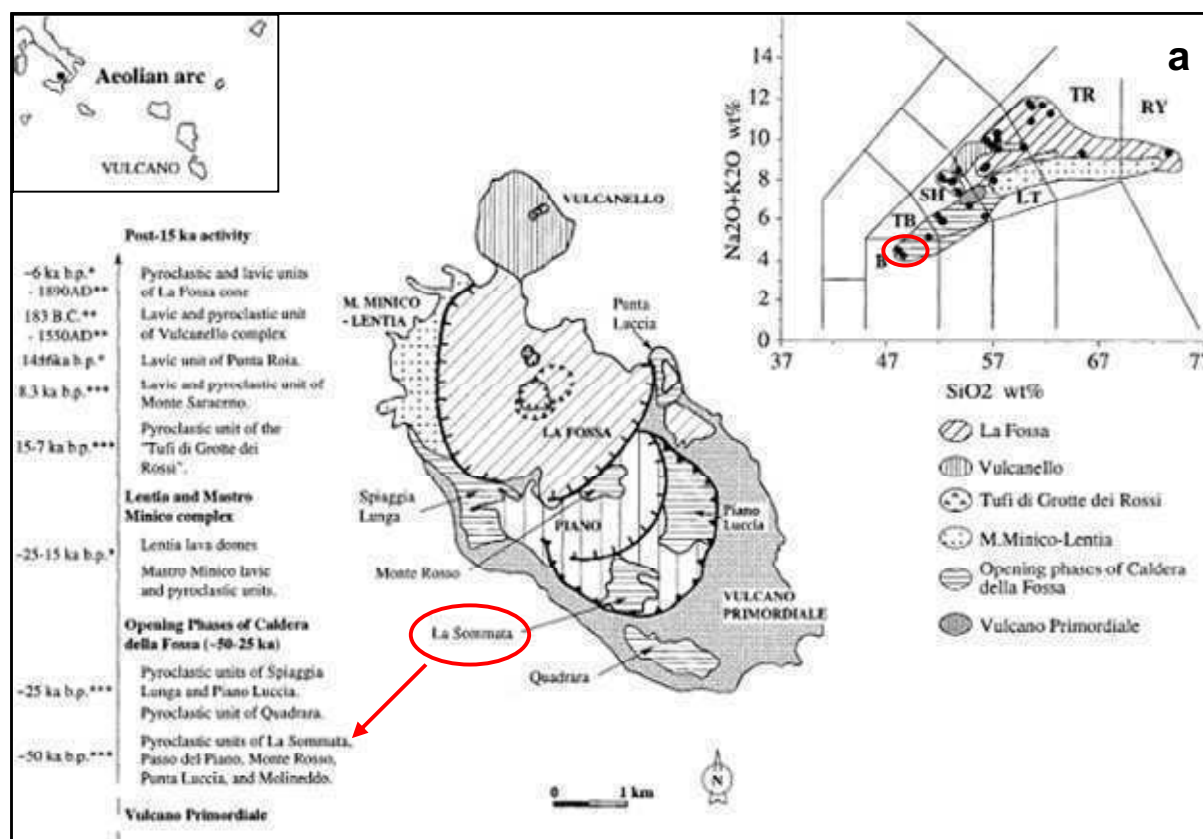 Aeolian arc
VULCANO
a
Na2O+K2O wt%
14
12
10
8
6
4
2
0
37
47
57
67
SiO2 wt%
TR
RY
SH
LT
TB
B
La Fossa
Vulcanello
Tufi di Grotte dei Rossi
M.Minico-Lentia
Opening phases of Caldera
della Fossa
Vulcano Primordiale
VULCANELLO
M. MINICO
- LENTIA
Punta
Luccia
LA FOSSA
Spiaggia
Lunga
PIANO
Piano
Luccia
Monte Rosso
VULCANO
PRIMORDIALE
La Sommata
Quadrara
N
0 1 km
Post-15 ka activity
~6 ka b.p.* Pyroclastic and lavic units
- 1890AD** of La Fossa cone
183 B.C.** Lavic and pyroclastic unit
- 1550AD** of Vulcanello complex
Lavic unit of Punta Roia.
8.3 ka b.p.*** Lavic and pyroclastic unit of
Monte Saraceno.
15-7 ka b.p.*** Pyroclastic unit of the
"Tufi di Grotte dei
Rossi".
Lentia and Mastro
Minico complex
~25-15 ka b.p.* Lentia lava domes
Mastro Minico lavic
and pyroclastic units.
Opening Phases of Caldera
della Fossa (~50-25 ka)
Pyroclastic units of Spiaggia
~25 ka b.p.*** Lunga and Piano Luccia.
Pyroclastic unit of Quadrara.
Pyroclastic units of La Sommata,
~50 ka b.p.*** Passo del Piano, Monte Rosso,
Punta Luccia, and Molineddo.
Vulcano Primordiale